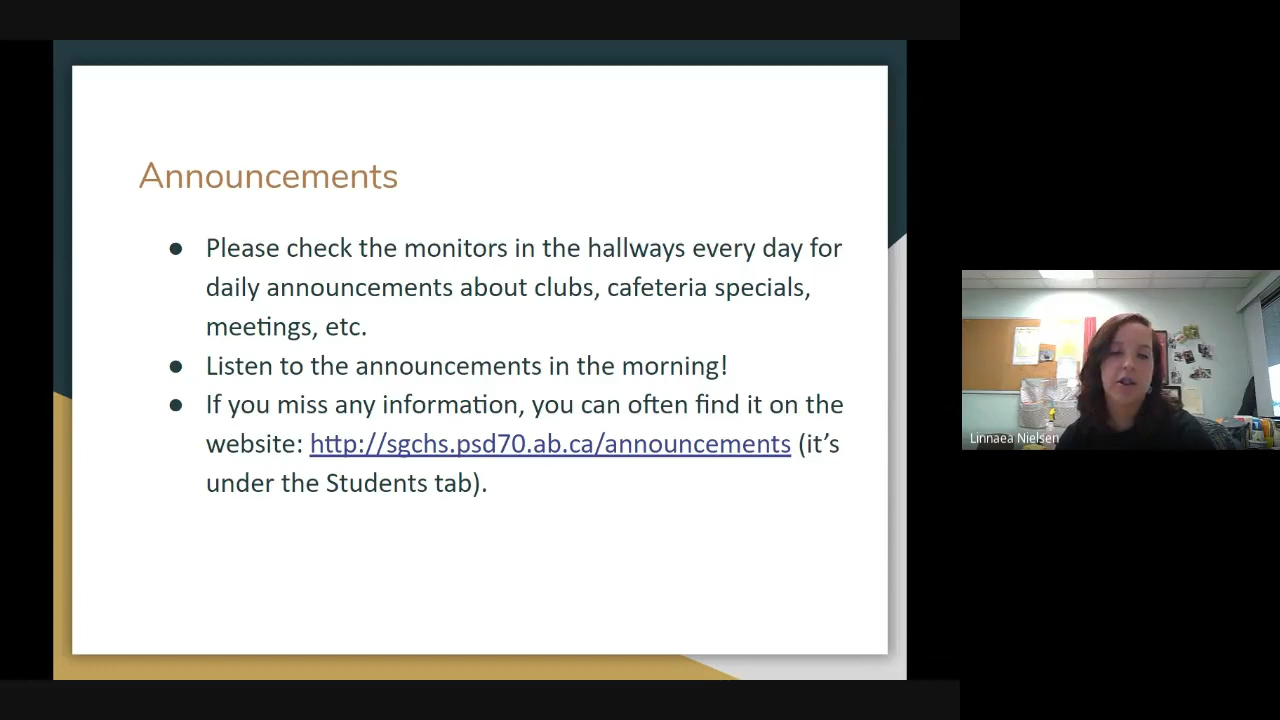 Announcements
● Please check the monitors in the hallways every day for
daily announcements about clubs, cafeteria specials,
meetings, etc.
● Listen to the announcements in the morning!
● If you miss any information, you can often find it on the
website: http://sgchs.psd70.ab.ca/announcements (it’s
under the Students tab).
Linnaea Nielsen